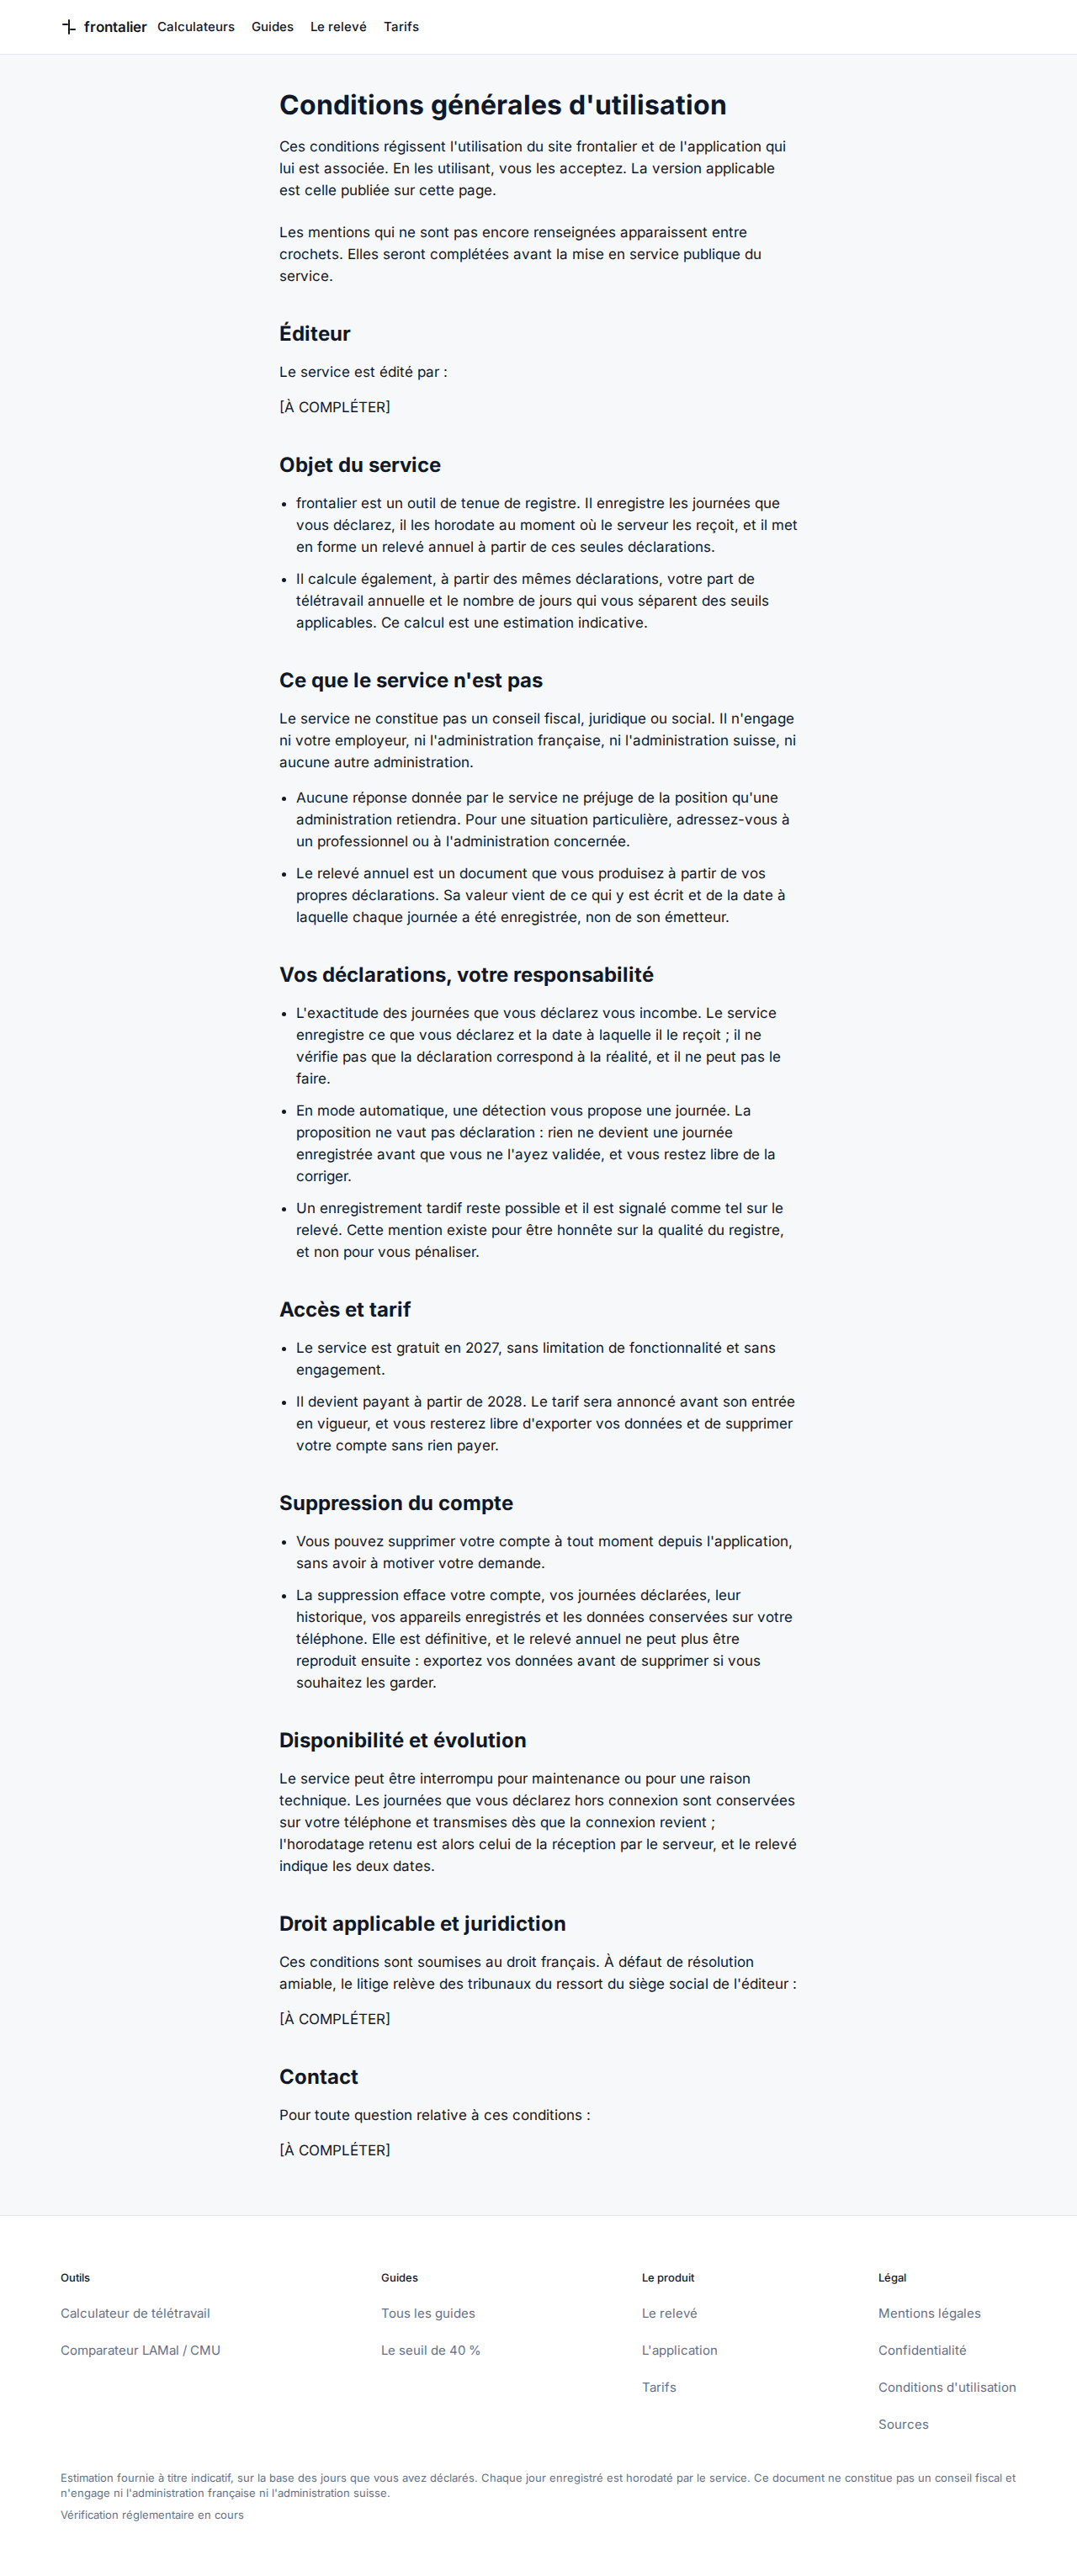 frontalier Calculateurs Guides Le relevé Tarifs
Conditions générales d'utilisation
Ces conditions régissent l'utilisation du site frontalier et de l'application qui
lui est associée. En les utilisant, vous les acceptez. La version applicable
est celle publiée sur cette page.
Les mentions qui ne sont pas encore renseignées apparaissent entre
crochets. Elles seront complétées avant la mise en service publique du
service.
Éditeur
Le service est édité par :
[À COMPLÉTER]
Objet du service
• frontalier est un outil de tenue de registre. Il enregistre les journées que
vous déclarez, il les horodate au moment où le serveur les reçoit, et il met
en forme un relevé annuel à partir de ces seules déclarations.
• Il calcule également, à partir des mêmes déclarations, votre part de
télétravail annuelle et le nombre de jours qui vous séparent des seuils
applicables. Ce calcul est une estimation indicative.
Ce que le service n'est pas
Le service ne constitue pas un conseil fiscal, juridique ou social. Il n'engage
ni votre employeur, ni l'administration française, ni l'administration suisse, ni
aucune autre administration.
• Aucune réponse donnée par le service ne préjuge de la position qu'une
administration retiendra. Pour une situation particulière, adressez-vous à
un professionnel ou à l'administration concernée.
• Le relevé annuel est un document que vous produisez à partir de vos
propres déclarations. Sa valeur vient de ce qui y est écrit et de la date à
laquelle chaque journée a été enregistrée, non de son émetteur.
Vos déclarations, votre responsabilité
• L'exactitude des journées que vous déclarez vous incombe. Le service
enregistre ce que vous déclarez et la date à laquelle il le reçoit ; il ne
vérifie pas que la déclaration correspond à la réalité, et il ne peut pas le
faire.
• En mode automatique, une détection vous propose une journée. La
proposition ne vaut pas déclaration : rien ne devient une journée
enregistrée avant que vous ne l'ayez validée, et vous restez libre de la
corriger.
• Un enregistrement tardif reste possible et il est signalé comme tel sur le
relevé. Cette mention existe pour être honnête sur la qualité du registre,
et non pour vous pénaliser.
Accès et tarif
• Le service est gratuit en 2027, sans limitation de fonctionnalité et sans
engagement.
• Il devient payant à partir de 2028. Le tarif sera annoncé avant son entrée
en vigueur, et vous resterez libre d'exporter vos données et de supprimer
votre compte sans rien payer.
Suppression du compte
• Vous pouvez supprimer votre compte à tout moment depuis l'application,
sans avoir à motiver votre demande.
• La suppression efface votre compte, vos journées déclarées, leur
historique, vos appareils enregistrés et les données conservées sur votre
téléphone. Elle est définitive, et le relevé annuel ne peut plus être
reproduit ensuite : exportez vos données avant de supprimer si vous
souhaitez les garder.
Disponibilité et évolution
Le service peut être interrompu pour maintenance ou pour une raison
technique. Les journées que vous déclarez hors connexion sont conservées
sur votre téléphone et transmises dès que la connexion revient ;
l'horodatage retenu est alors celui de la réception par le serveur, et le relevé
indique les deux dates.
Droit applicable et juridiction
Ces conditions sont soumises au droit français. À défaut de résolution
amiable, le litige relève des tribunaux du ressort du siège social de l'éditeur :
[À COMPLÉTER]
Contact
Pour toute question relative à ces conditions :
[À COMPLÉTER]
Outils
Calculateur de télétravail
Comparateur LAMal / CMU
Guides
Tous les guides
Le seuil de 40 %
Le produit
Le relevé
L'application
Tarifs
Légal
Mentions légales
Confidentialité
Conditions d'utilisation
Sources
Estimation fournie à titre indicatif, sur la base des jours que vous avez déclarés. Chaque jour enregistré est horodaté par le service. Ce document ne constitue pas un conseil fiscal et
n'engage ni l'administration française ni l'administration suisse.
Vérification réglementaire en cours